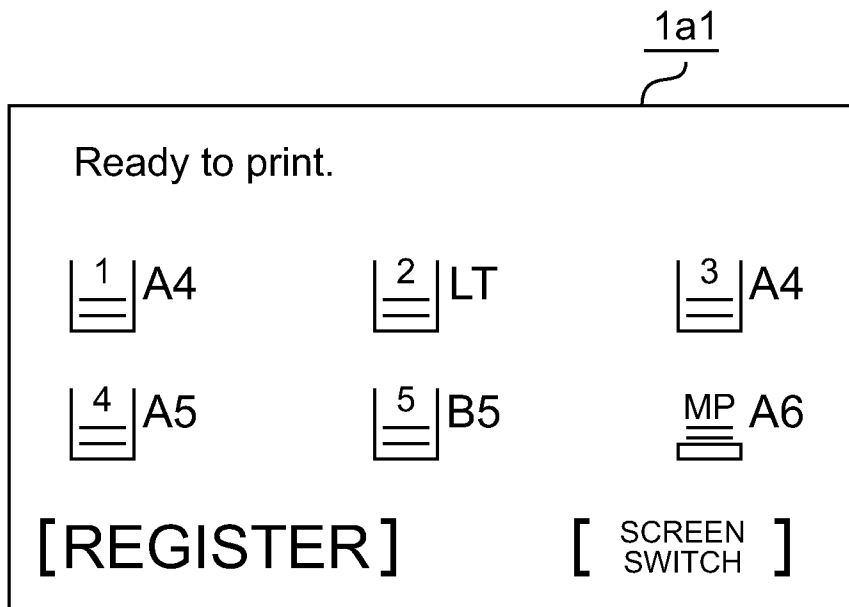 1a1
Ready to print.
1 A4 2 LT 3 A4
4 A5 5 B5 MP A6
[REGISTER] [SCREEN
SWITCH]